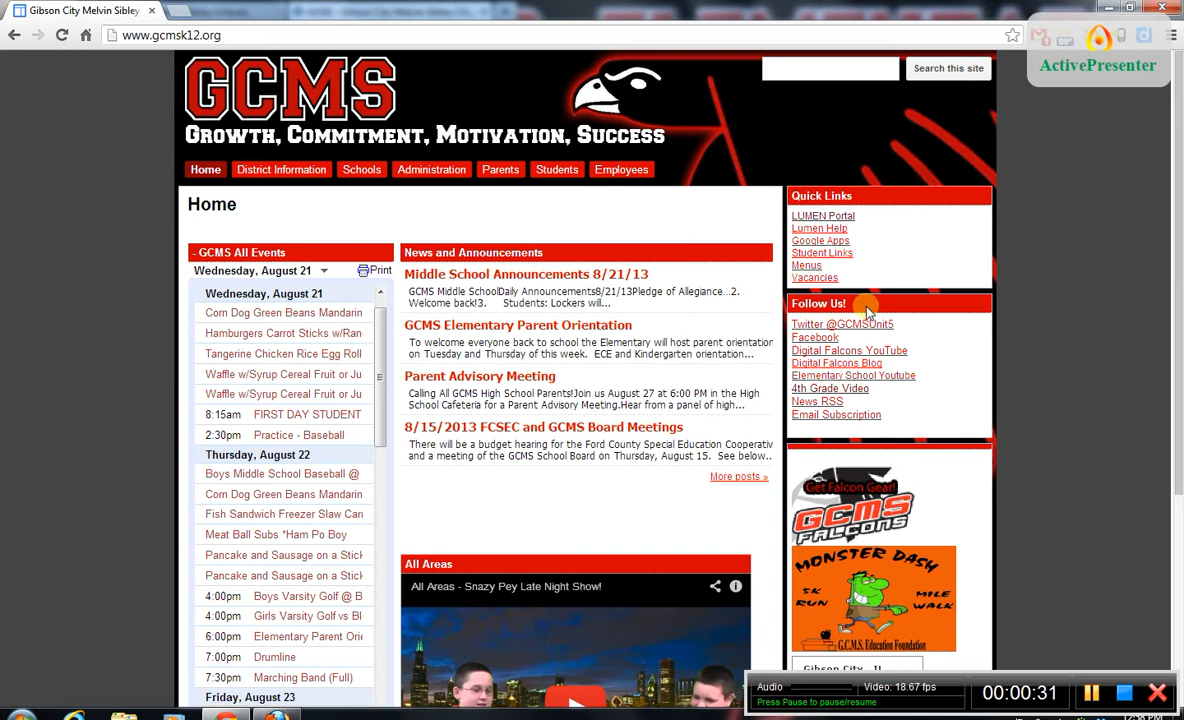 Gibson City Melvin Sibley
www.gcmsk12.org
ActivePresenter
GCMS
Growth, Commitment, Motivation, Success
Search this site
Home
District Information
Schools
Administration
Parents
Students
Employees
Home
- GCMS All Events
Wednesday, August 21
Print
Wednesday, August 21
Corn Dog Green Beans Mandarin
Hamburgers Carrot Sticks w/Ran
Tangerine Chicken Rice Egg Roll
Waffle w/Syrup Cereal Fruit or Ju
Waffle w/Syrup Cereal Fruit or Ju
8:15am FIRST DAY STUDENT
2:30pm Practice - Baseball
Thursday, August 22
Boys Middle School Baseball @
Corn Dog Green Beans Mandarin
Fish Sandwich Freezer Slaw Carr
Meat Ball Subs *Ham Po Boy
Pancake and Sausage on a Stick
Pancake and Sausage on a Stick
4:00pm Boys Varsity Golf @ B
4:00pm Girls Varsity Golf vs Bl
6:00pm Elementary Parent Orie
7:00pm Drumline
7:30pm Marching Band (Full)
Friday, August 23
News and Announcements
Middle School Announcements 8/21/13
GCMS Middle SchoolDaily Announcements8/21/13Pledge of Allegiance...2.
Welcome back!3. Students: Lockers will...
GCMS Elementary Parent Orientation
To welcome everyone back to school the Elementary will host parent orientation
on Tuesday and Thursday of this week. ECE and Kindergarten orientation...
Parent Advisory Meeting
Calling All GCMS High School Parents!Join us August 27 at 6:00 PM in the High
School Cafeteria for a Parent Advisory Meeting.Hear from a panel of high...
8/15/2013 FCSEC and GCMS Board Meetings
There will be a budget hearing for the Ford County Special Education Cooperativ
and a meeting of the GCMS School Board on Thursday, August 15. See below...
More posts »
All Areas
All Areas - Snazy Pey Late Night Show!
Quick Links
LUMEN Portal
Lumen Help
Google Apps
Student Links
Menus
Vacancies
Follow Us!
Twitter @GCMSUnit5
Facebook
Digital Falcons YouTube
Digital Falcons Blog
Elementary School Youtube
4th Grade Video
News RSS
Email Subscription
Get Falcon Gear!
GCMS
FALCONS
MONSTER DASH
5K
RUN
MILE
WALK
G.C.M.S. Education Foundation
Gibson City, IL
Audio
Video: 18.67 fps
Press Pause to pause/resume
00:00:31